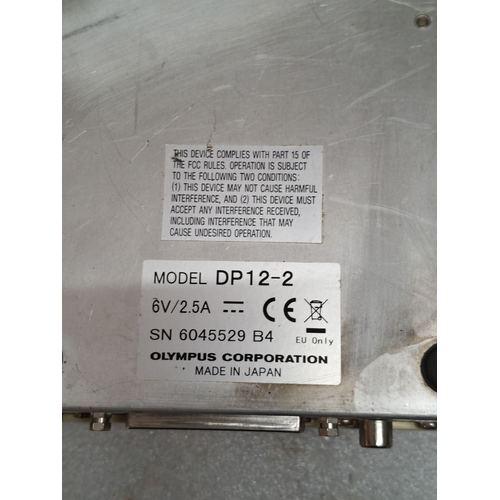 THIS DEVICE COMPLIES WITH PART 15 OF
THE FCC RULES. OPERATION IS SUBJECT
TO THE FOLLOWING TWO CONDITIONS:
(1) THIS DEVICE MAY NOT CAUSE HARMFUL
INTERFERENCE, AND (2) THIS DEVICE MUST
ACCEPT ANY INTERFERENCE RECEIVED,
INCLUDING INTERFERENCE THAT MAY
CAUSE UNDESIRED OPERATION.
MODEL DP12-2
6V/2.5A CE
SN 6045529 B4 EU Only
OLYMPUS CORPORATION
MADE IN JAPAN